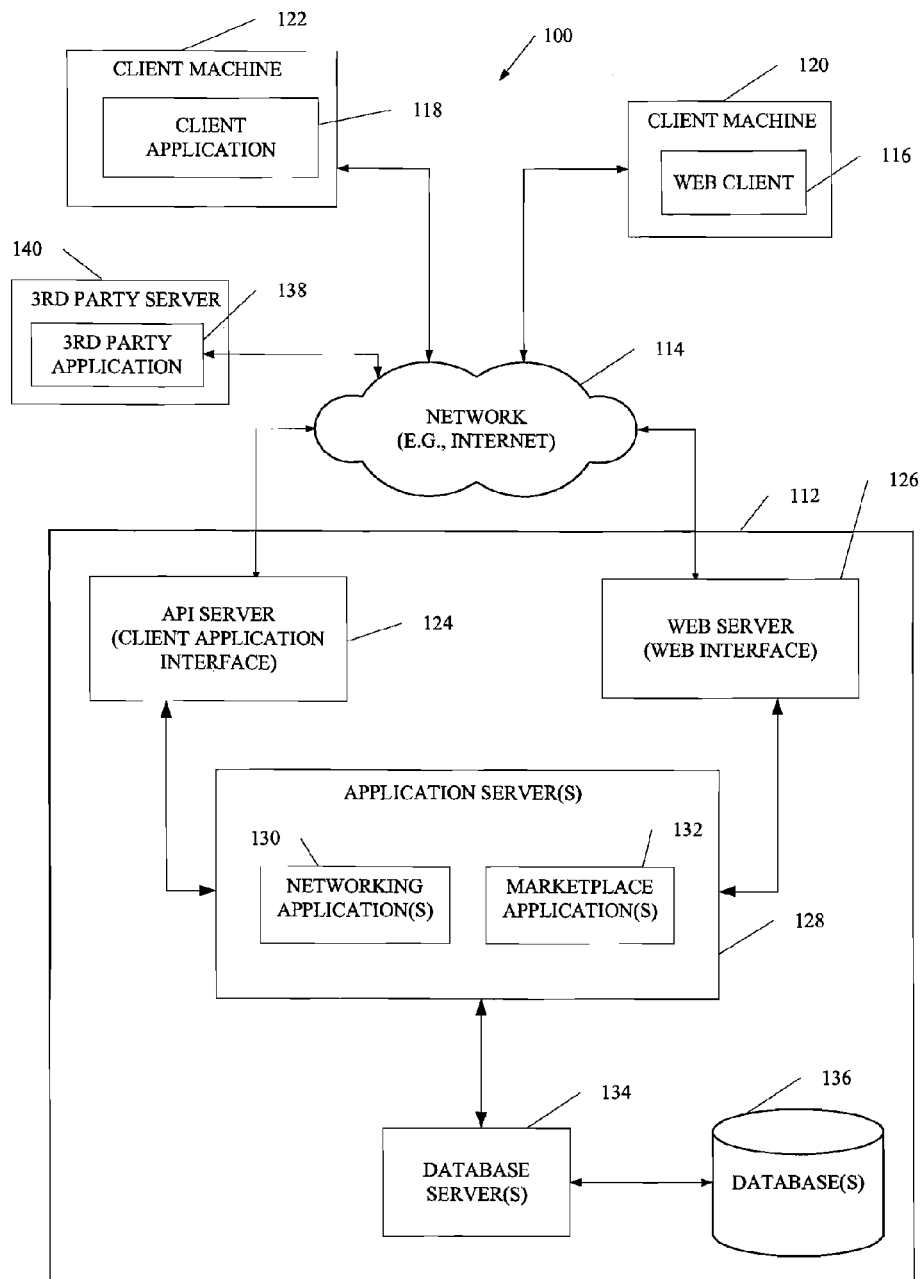 122
100
CLIENT MACHINE
118
CLIENT
APPLICATION
120
CLIENT MACHINE
116
WEB CLIENT
140
3RD PARTY SERVER
138
3RD PARTY
APPLICATION
114
NETWORK
(E.G., INTERNET)
112
126
API SERVER
(CLIENT APPLICATION
INTERFACE)
124
WEB SERVER
(WEB INTERFACE)
APPLICATION SERVER(S)
130
132
NETWORKING
APPLICATION(S)
MARKETPLACE
APPLICATION(S)
128
134
136
DATABASE
SERVER(S)
DATABASE(S)